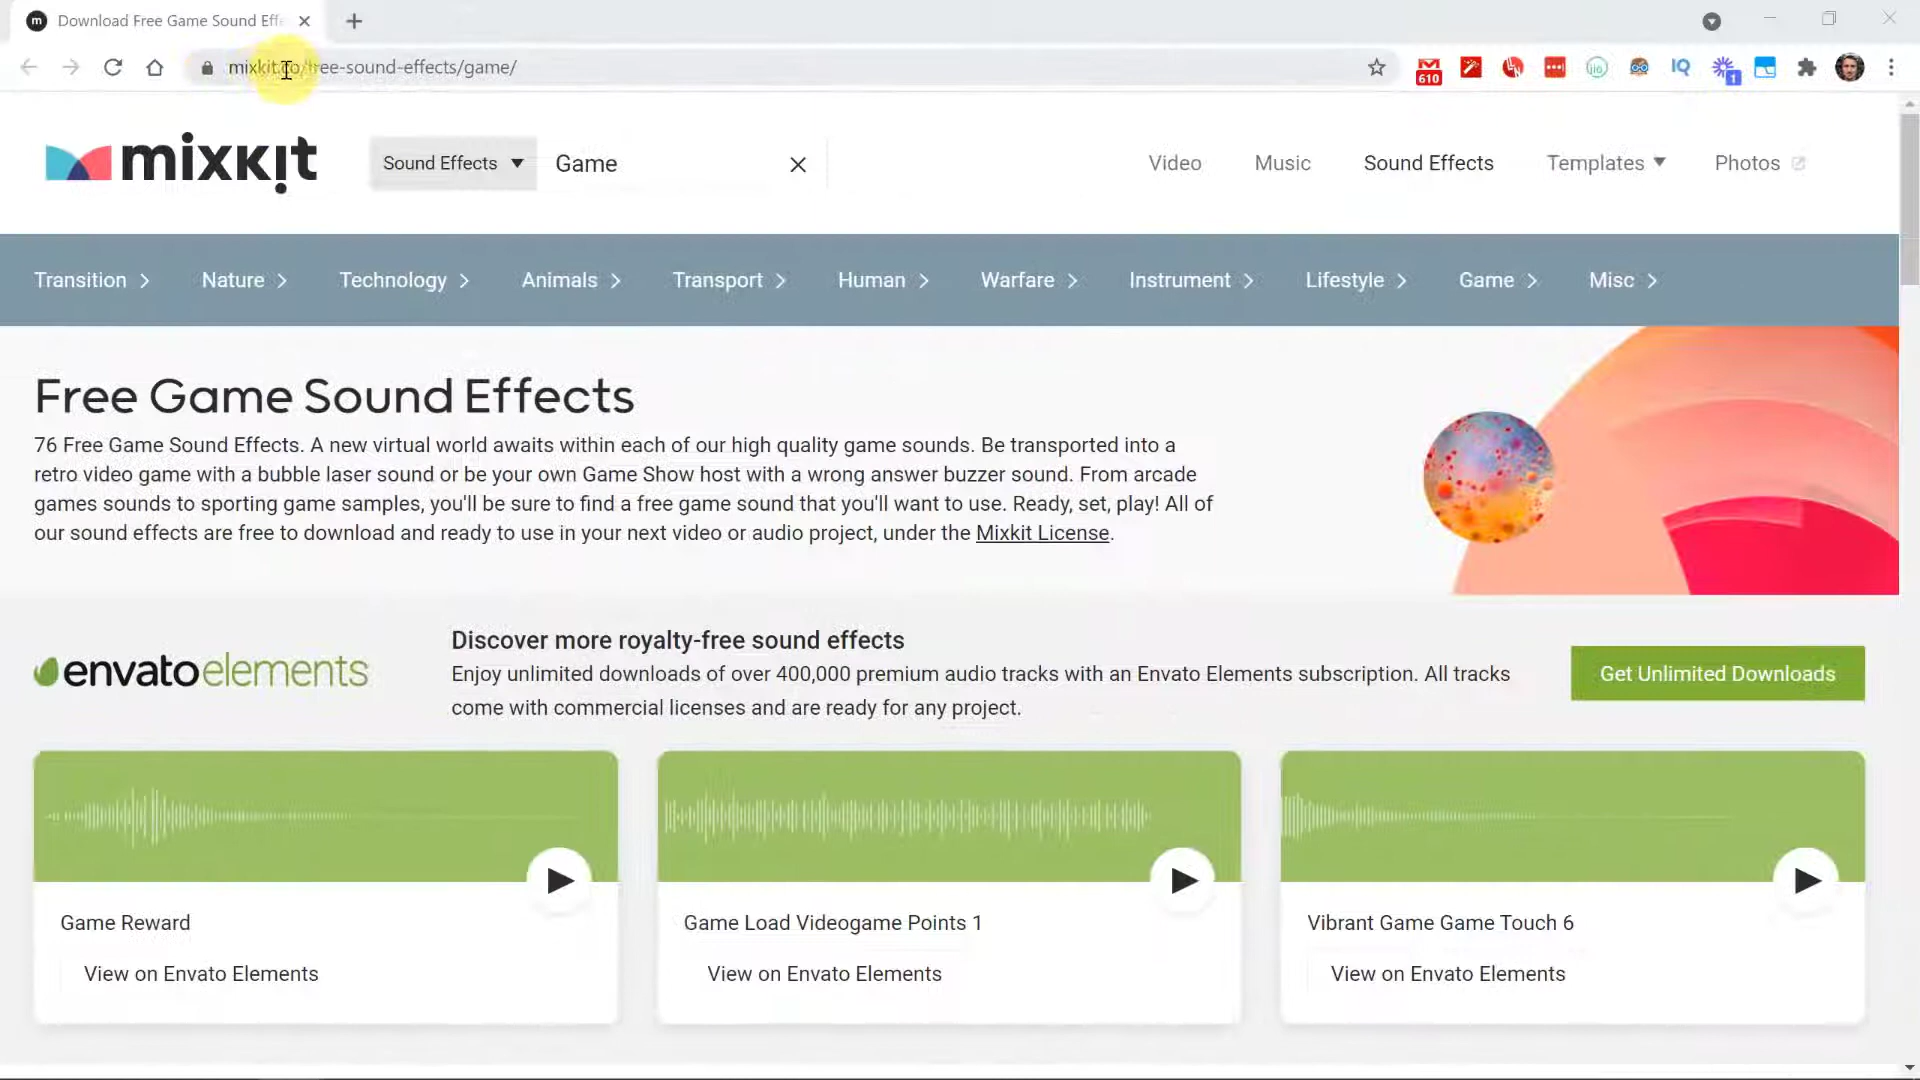 Download Free Game Sound Effe
mixkit.co/free-sound-effects/game/
610
IQ
1
mixkit
Sound Effects
Game
Video
Music
Sound Effects
Templates
Photos
Transition
Nature
Technology
Animals
Transport
Human
Warfare
Instrument
Lifestyle
Game
Misc
Free Game Sound Effects
76 Free Game Sound Effects. A new virtual world awaits within each of our high quality game sounds. Be transported into a
retro video game with a bubble laser sound or be your own Game Show host with a wrong answer buzzer sound. From arcade
games sounds to sporting game samples, you'll be sure to find a free game sound that you'll want to use. Ready, set, play! All of
our sound effects are free to download and ready to use in your next video or audio project, under the Mixkit License.
envatoelements
Discover more royalty-free sound effects
Enjoy unlimited downloads of over 400,000 premium audio tracks with an Envato Elements subscription. All tracks
come with commercial licenses and are ready for any project.
Get Unlimited Downloads
Game Reward
View on Envato Elements
Game Load Videogame Points 1
View on Envato Elements
Vibrant Game Game Touch 6
View on Envato Elements